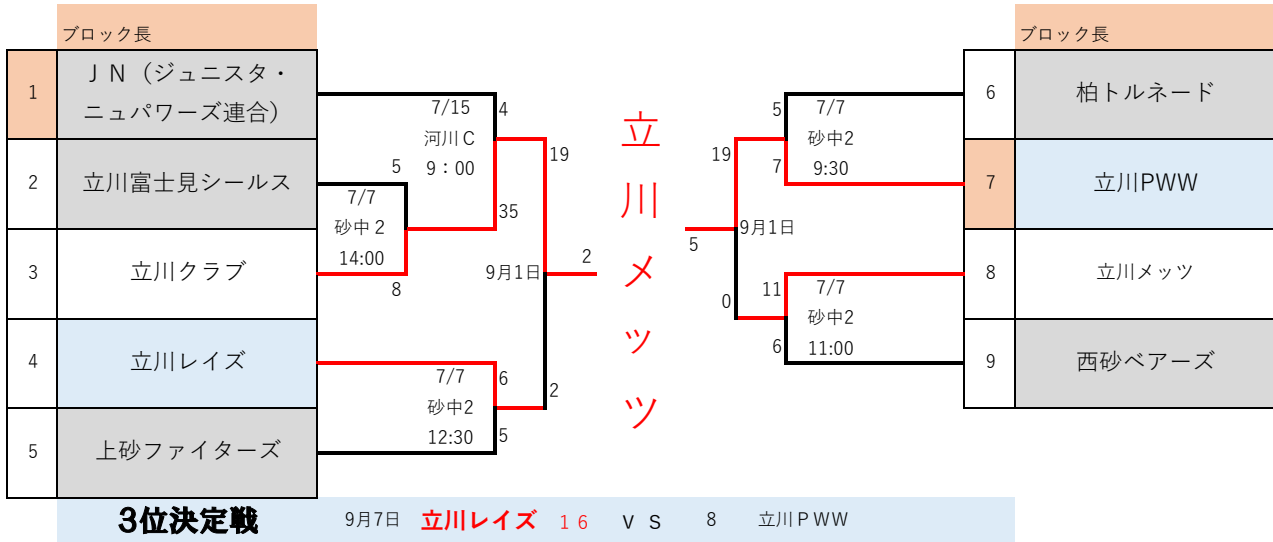 ブロック長
1
ＪＮ（ジュニスタ・
ニュパワーズ連合）
2
立川富士見シールス
3
立川クラブ
4
立川レイズ
5
上砂ファイターズ
7/15
河川Ｃ
9：00
4
35
5
7/7
砂中２
14:00
8
7/7
砂中2
12:30
6
5
19
9月1日
2
2
立川メッツ
5
19
9月1日
0
5
7/7
砂中2
9:30
7
11
7/7
砂中2
11:00
6
ブロック長
6
柏トルネード
7
立川PWW
8
立川メッツ
9
西砂ベアーズ
3位決定戦 9月7日 立川レイズ １６ ＶＳ 8 立川ＰＷＷ